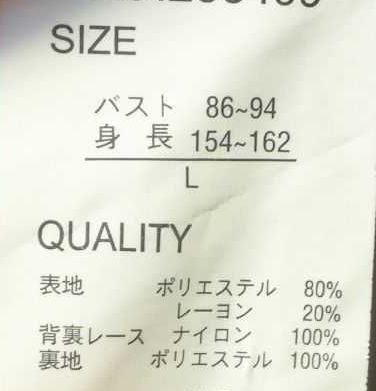 SIZE
バスト 86~94
身 長 154~162
L
QUALITY
表地 ポリエステル 80%
レーヨン 20%
背裏レース ナイロン 100%
裏地 ポリエステル 100%